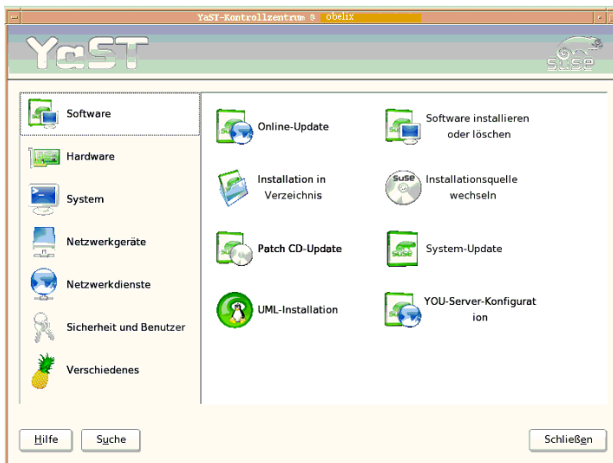 YaST-Kontrollzentrum @ obelix
YaST
SuSE
Software
Hardware
System
Netzwerkgeräte
Netzwerkdienste
Sicherheit und Benutzer
Verschiedenes
Online-Update
Software installieren
oder löschen
Installation in
Verzeichnis
SuSE
Installationsquelle
wechseln
Patch CD-Update
System-Update
UML-Installation
YOU-Server-Konfigurat
ion
Hilfe
Suche
Schließen